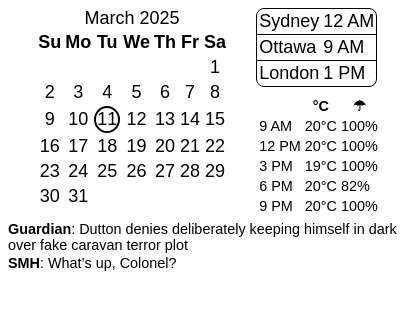 March 2025
Su Mo Tu We Th Fr Sa
1
2 3 4 5 6 7 8
9 10 11 12 13 14 15
16 17 18 19 20 21 22
23 24 25 26 27 28 29
30 31
Sydney 12 AM
Ottawa 9 AM
London 1 PM
°C ☂
9 AM 20°C 100%
12 PM 20°C 100%
3 PM 19°C 100%
6 PM 20°C 82%
9 PM 20°C 100%
Guardian: Dutton denies deliberately keeping himself in dark
over fake caravan terror plot
SMH: What’s up, Colonel?